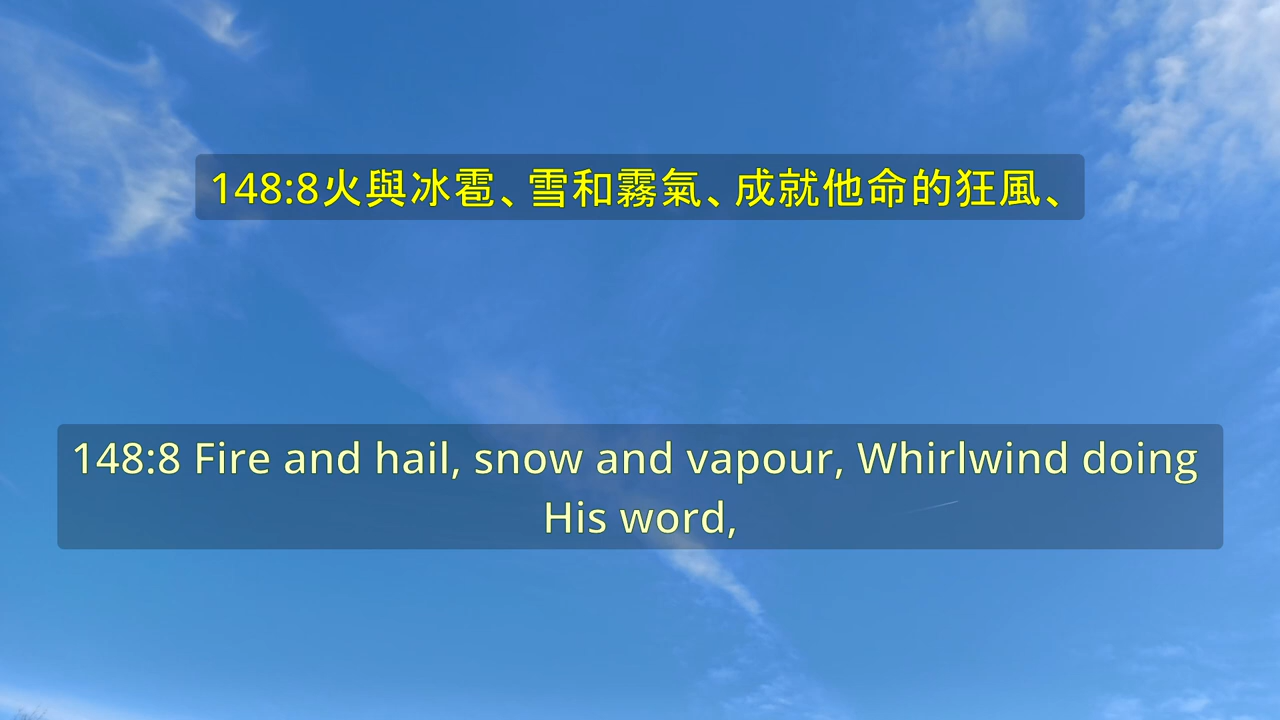 148:8火與冰雹、雪和霧氣、成就他命的狂風、
148:8 Fire and hail, snow and vapour, Whirlwind doing
His word,